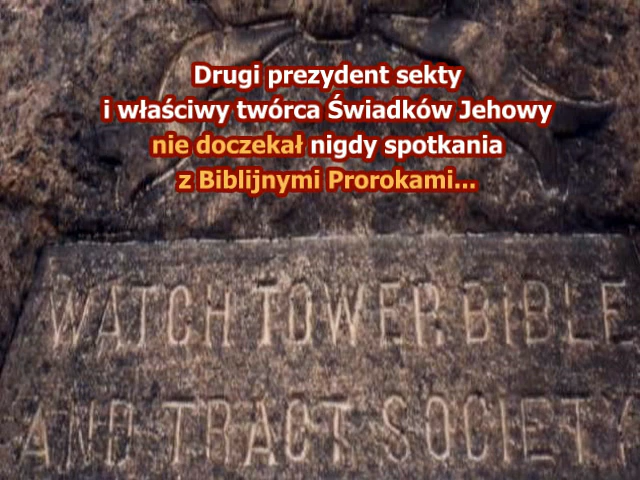 Drugi prezydent sekty
i właściwy twórca Świadków Jehowy
nie doczekał nigdy spotkania
z Biblijnymi Prorokami...
WATCH TOWER BIBLE
AND TRACT SOCIETY